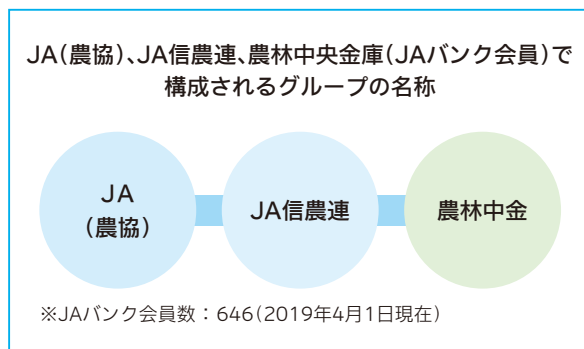 JA（農協）、JA信農連、農林中央金庫（JAバンク会員）で
構成されるグループの名称
JA
（農協）
JA信農連
農林中金
※JAバンク会員数：646（2019年4月1日現在）